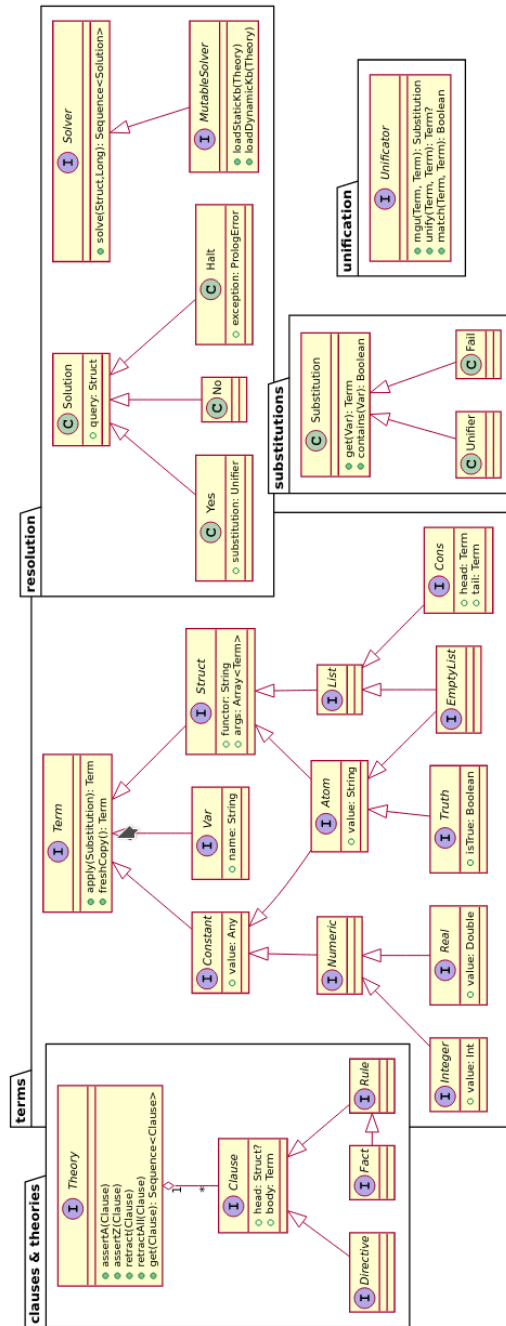 clauses & theories
I Theory
assertA(Clause)
assertZ(Clause)
retract(Clause)
retractAll(Clause)
get(Clause): Sequence<Clause>
1
*
I Clause
head: Struct?
body: Term
I Directive
I Fact
I Rule
terms
I Term
apply(Substitution): Term
freshCopy(): Term
I Constant
value: Any
I Var
name: String
I Struct
functor: String
args: Array<Term>
I Numeric
I Atom
value: String
I List
I Integer
value: Int
I Real
value: Double
I Truth
isTrue: Boolean
I EmptyList
I Cons
head: Term
tail: Term
resolution
C Solution
query: Struct
I Solver
solve(Struct,Long): Sequence<Solution>
C Yes
substitution: Unifier
C No
C Halt
exception: PrologError
I MutableSolver
loadStaticKb(Theory)
loadDynamicKb(Theory)
substitutions
C Substitution
get(Var): Term
contains(Var): Boolean
C Unifier
C Fail
unification
I Unificator
mgu(Term, Term): Substitution
unify(Term, Term): Term?
match(Term, Term): Boolean